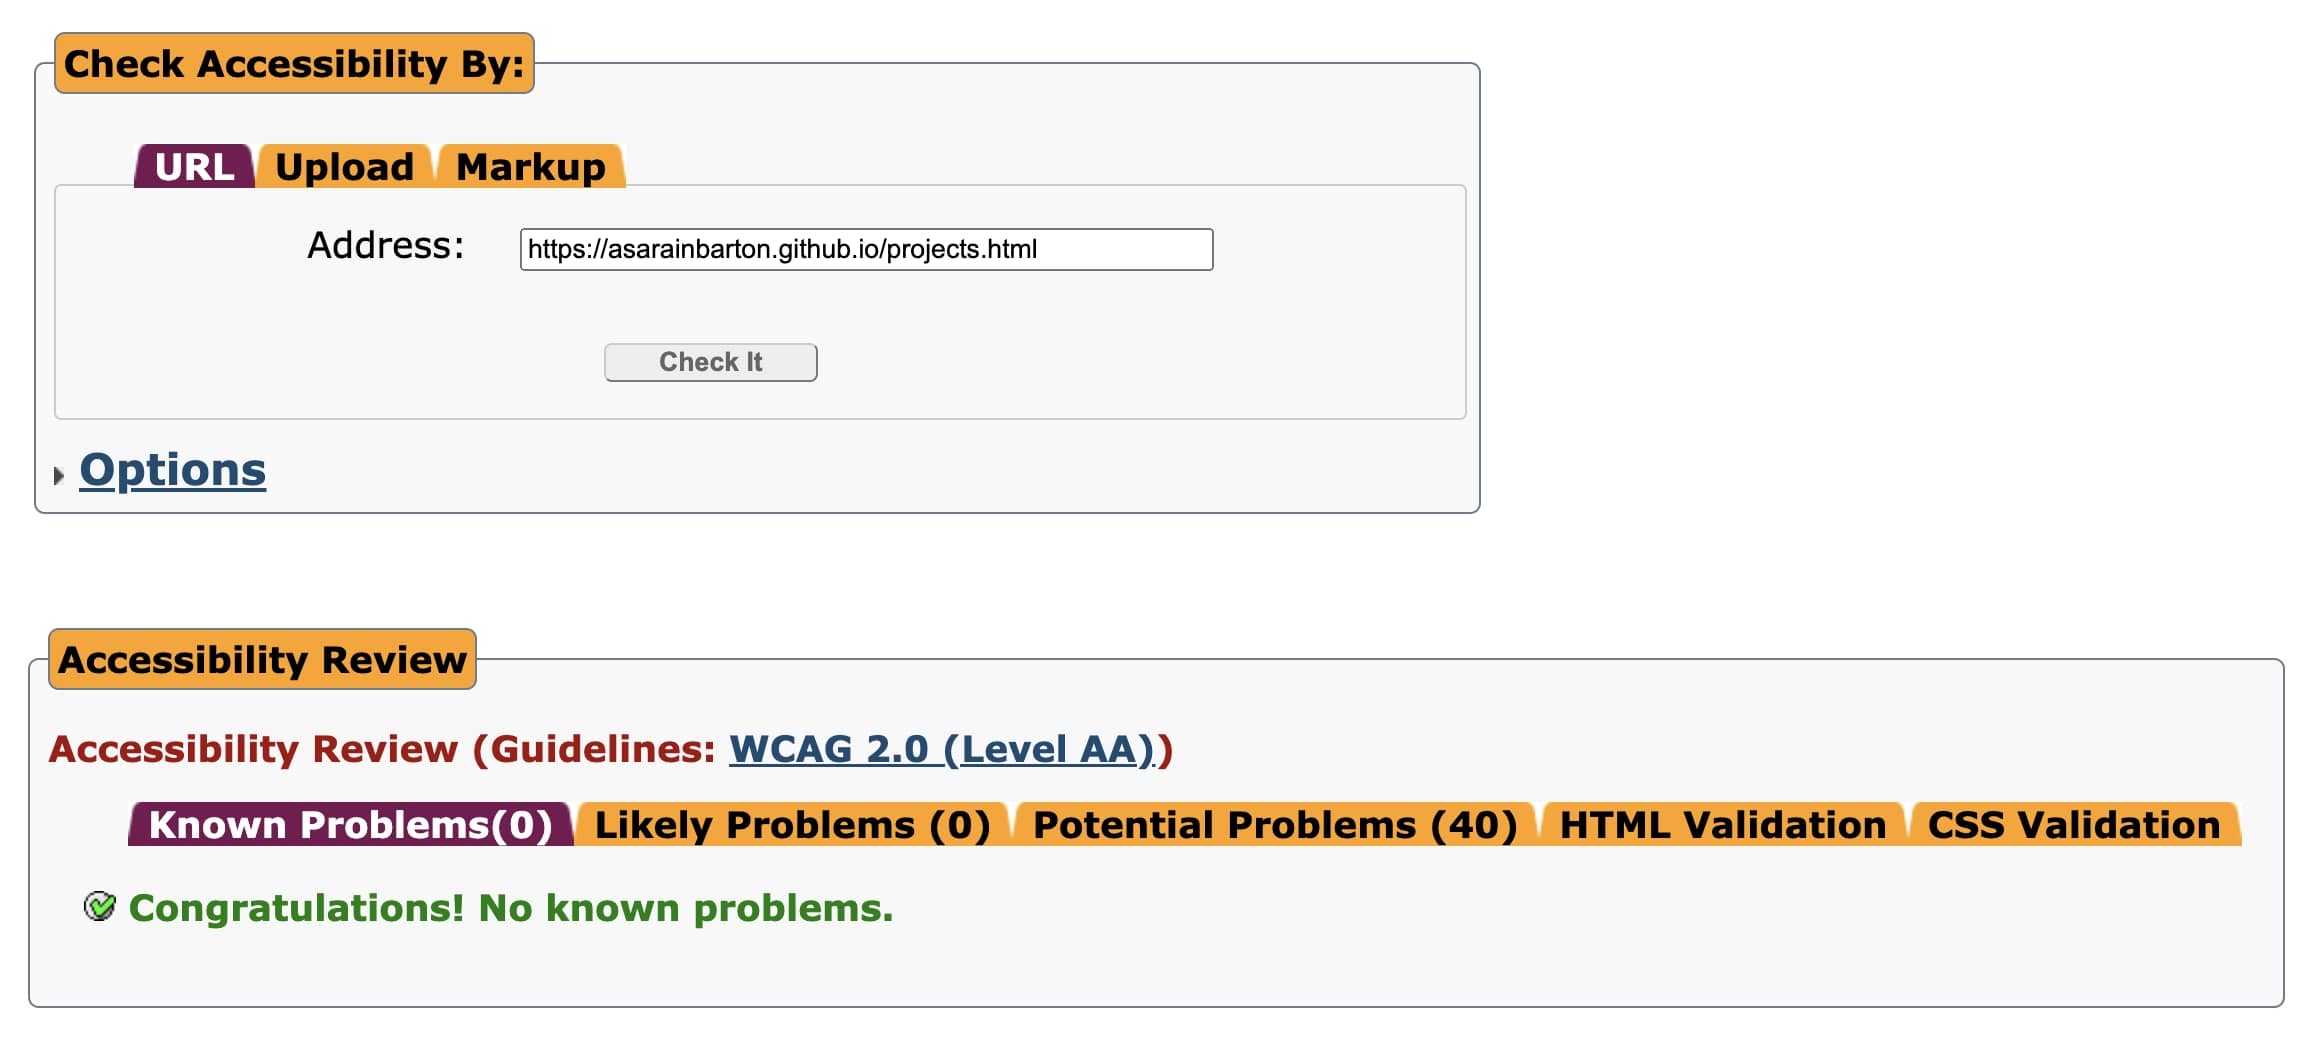 Check Accessibility By:
URL Upload Markup
Address: https://asarainbarton.github.io/projects.html
Check It
Options
Accessibility Review
Accessibility Review (Guidelines: WCAG 2.0 (Level AA))
Known Problems(0) Likely Problems (0) Potential Problems (40) HTML Validation CSS Validation
Congratulations! No known problems.